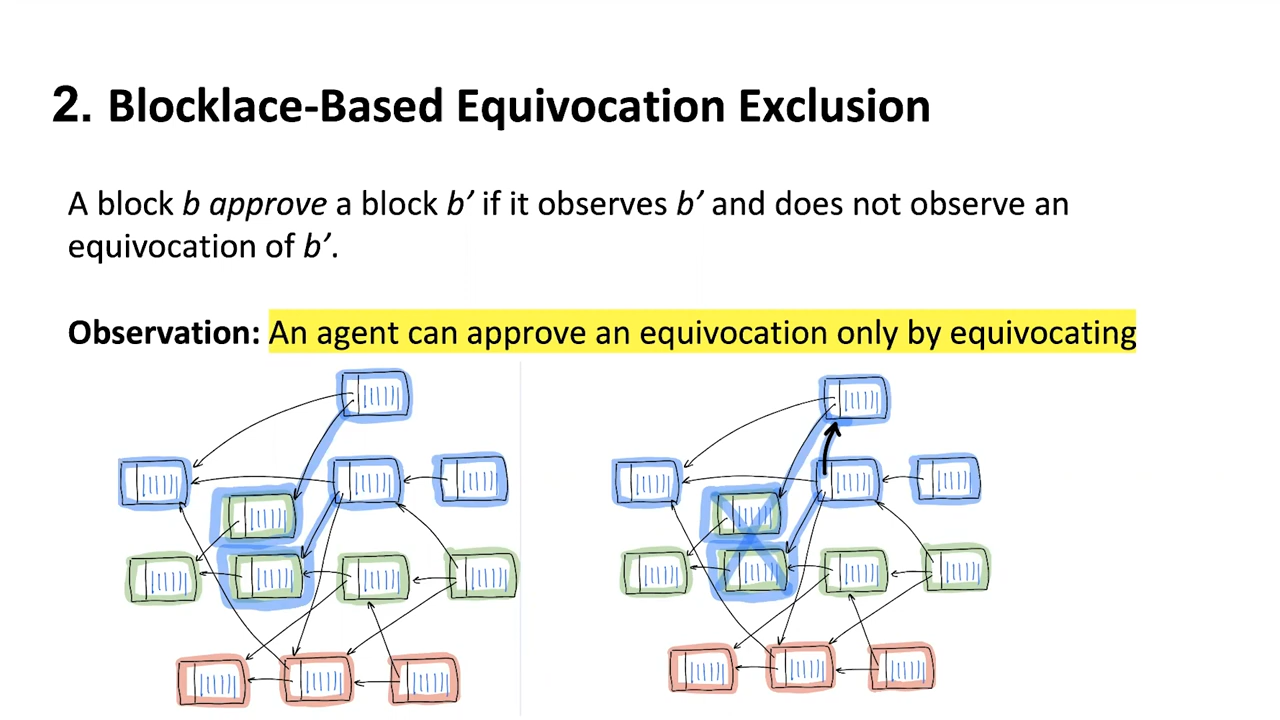 2. Blocklace-Based Equivocation Exclusion
A block b approve a block b’ if it observes b’ and does not observe an
equivocation of b’.
Observation: An agent can approve an equivocation only by equivocating